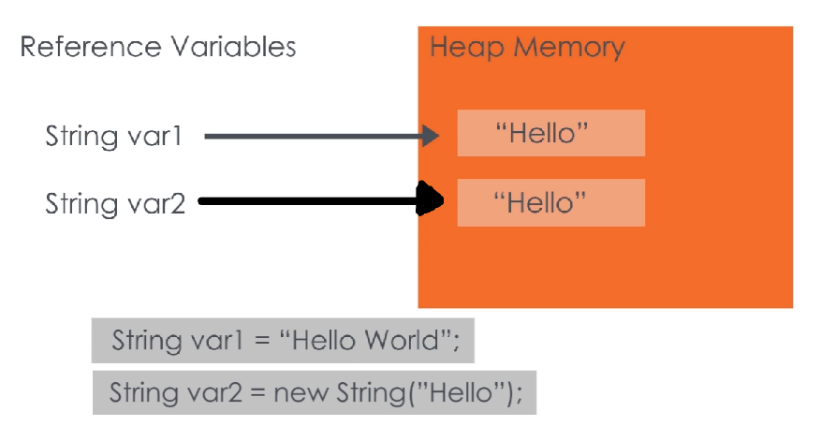 Reference Variables
Heap Memory
String var1
“Hello”
String var2
“Hello”
String var1 = “Hello World”;
String var2 = new String(”Hello”);